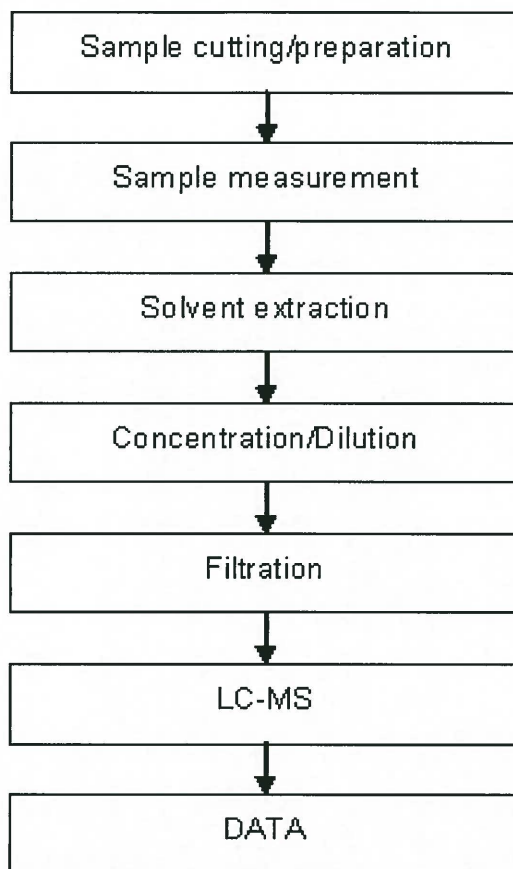 Sample cutting/preparation
Sample measurement
Solvent extraction
Concentration/Dilution
Filtration
LC-MS
DATA